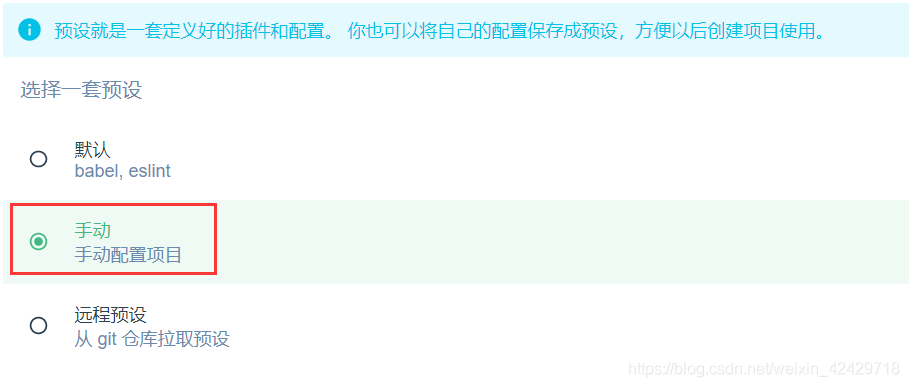 预设就是一套定义好的插件和配置。 你也可以将自己的配置保存成预设，方便以后创建项目使用。
选择一套预设
默认
babel, eslint
手动
手动配置项目
远程预设
从 git 仓库拉取预设
https://blog.csdn.net/weixin_42429718